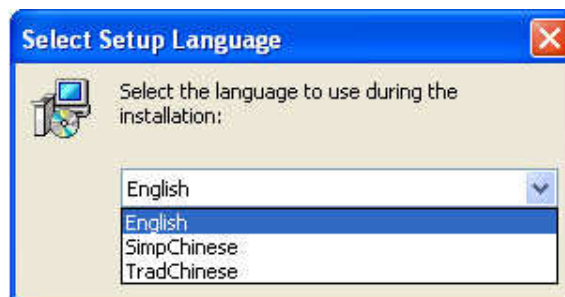 Select Setup Language
Select the language to use during the
installation:
English
English
SimpChinese
TradChinese